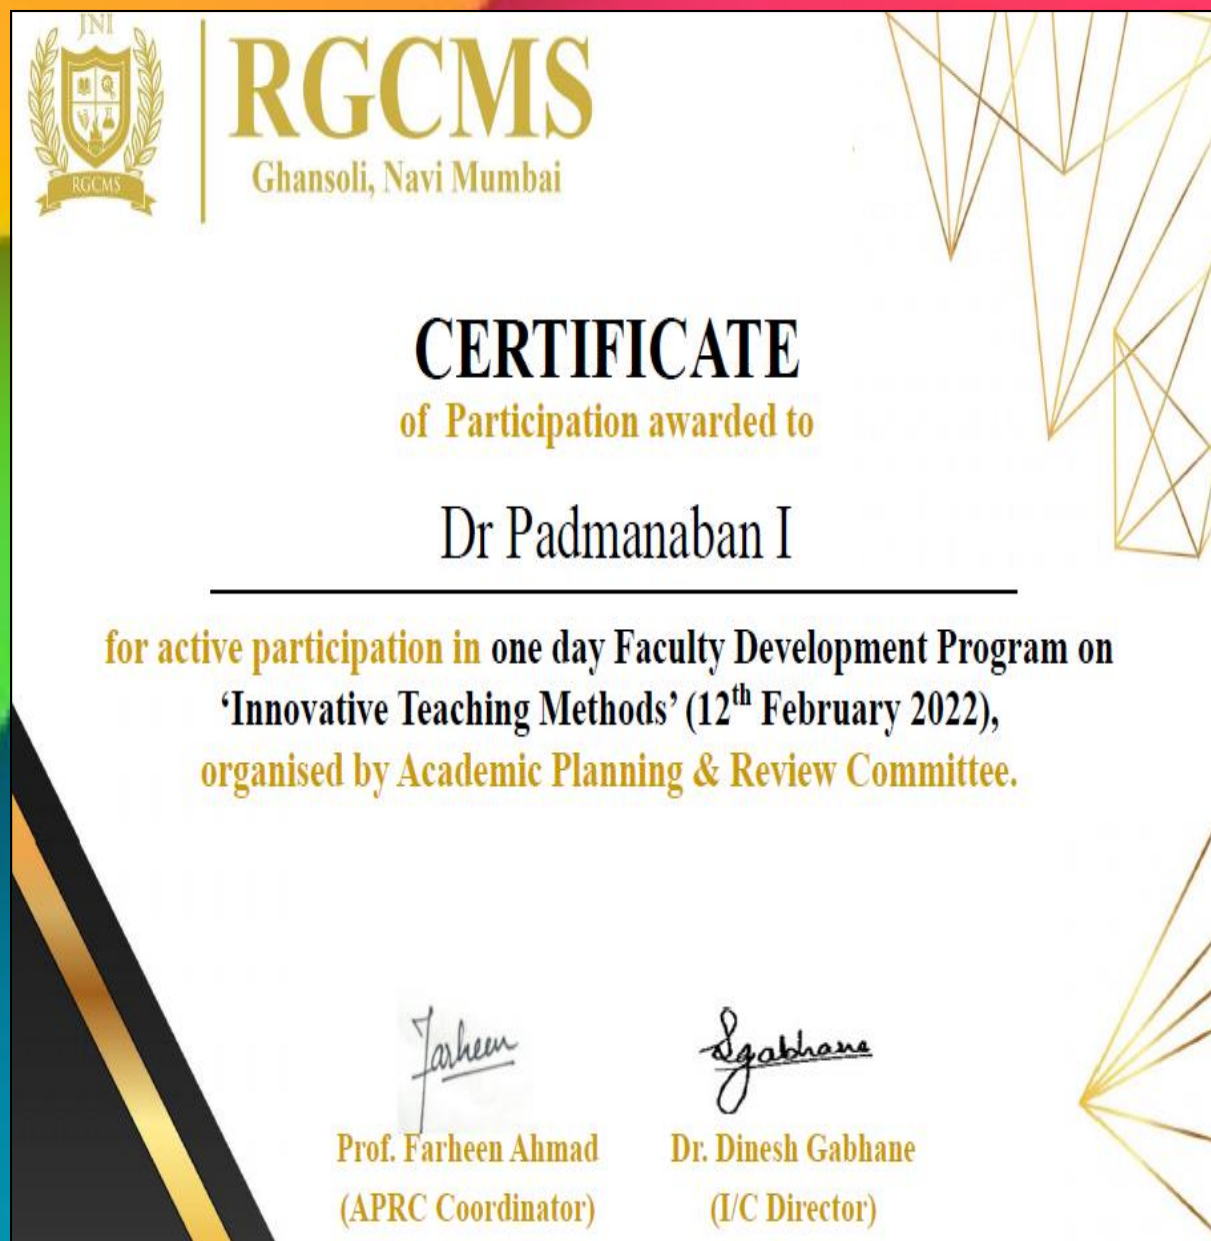 JNI
RGCMS
RGCMS
Ghansoli, Navi Mumbai
CERTIFICATE
of Participation awarded to
Dr Padmanaban I
for active participation in one day Faculty Development Program on
‘Innovative Teaching Methods’ (12th February 2022),
organised by Academic Planning & Review Committee.
Farheen
Dgabhane
Prof. Farheen Ahmad
Dr. Dinesh Gabhane
(APRC Coordinator)
(I/C Director)